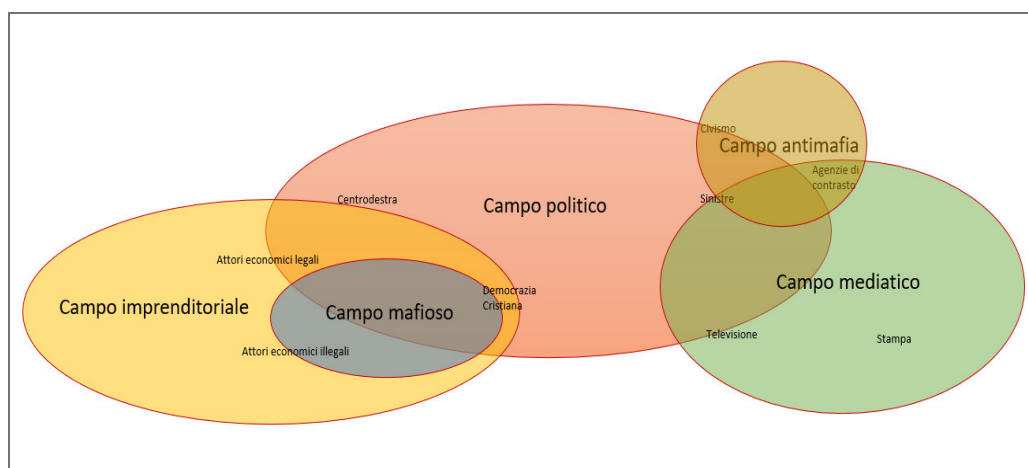 Civismo
Campo antimafia
Agenzie di
contrasto
Centrodestra
Campo politico
Sinistre
Attori economici legali
Campo mediatico
Democrazia
Cristiana
Campo imprenditoriale
Campo mafioso
Televisione
Stampa
Attori economici illegali